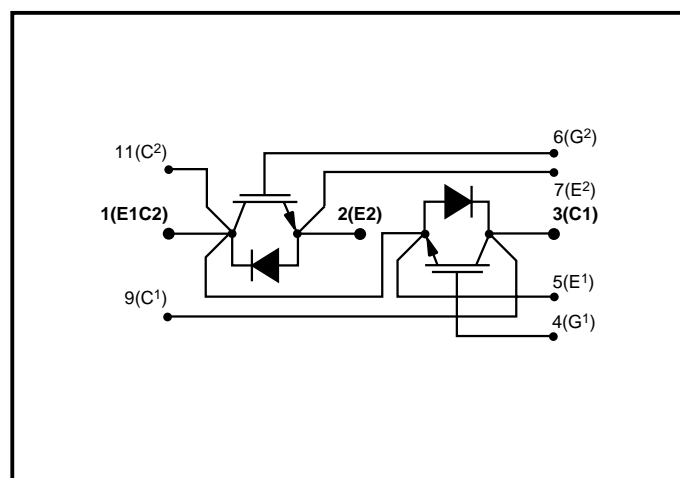 11(C²)
6(G²)
7(E²)
1(E1C2)
2(E2)
3(C1)
9(C¹)
5(E¹)
4(G¹)